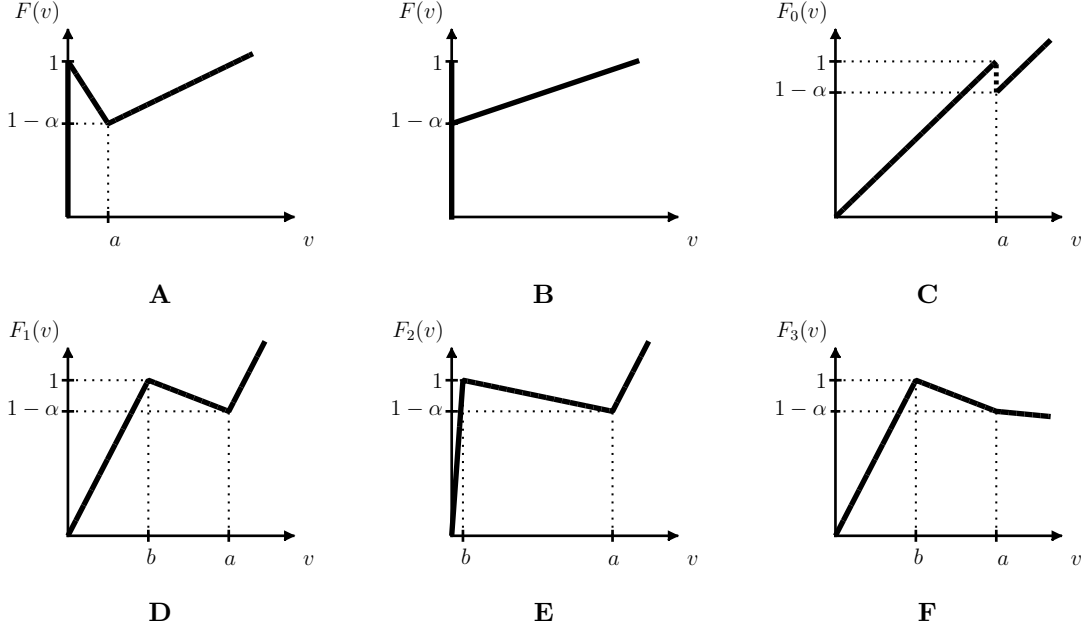 F(v)
1
1 − α
a
v
A
F(v)
1
1 − α
v
B
F₀(v)
1
1 − α
a
v
C
F₁(v)
1
1 − α
b
a
v
D
F₂(v)
1
1 − α
b
a
v
E
F₃(v)
1
1 − α
b
a
v
F